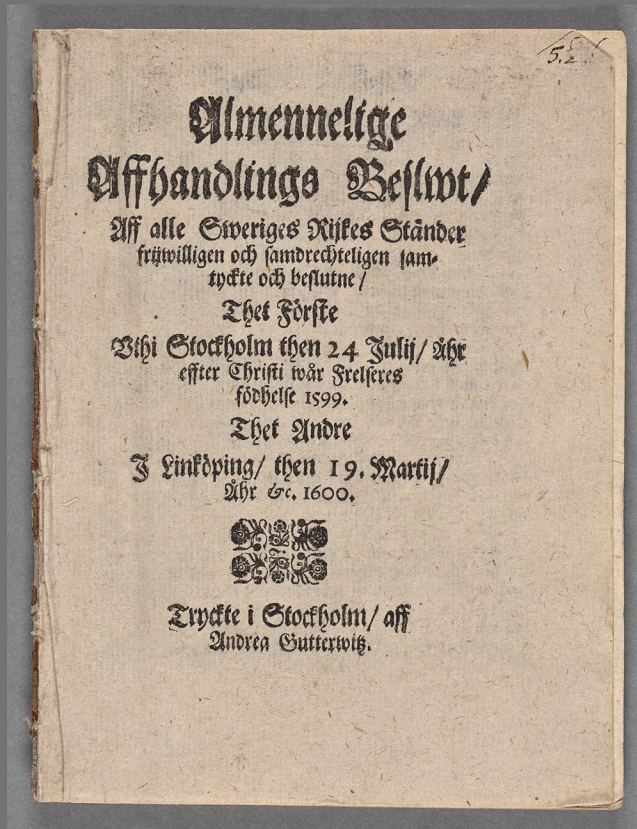 5.
Almennelige
Affhandlings Beslwt/
Aff alle Sweriges Rijkes Ständer
frijwilligen och samdrechteligen sam-
tyckte och beslutne/
Thet Förste
Vthi Stockholm then 24 Julij/ Åhr
effter Christi wår Frelseres
födhelse 1599.
Thet Andre
J Linköping/ then 19. Martij/
Åhr &c. 1600.
Tryckte i Stockholm/ aff
Andrea Gutterwitz.